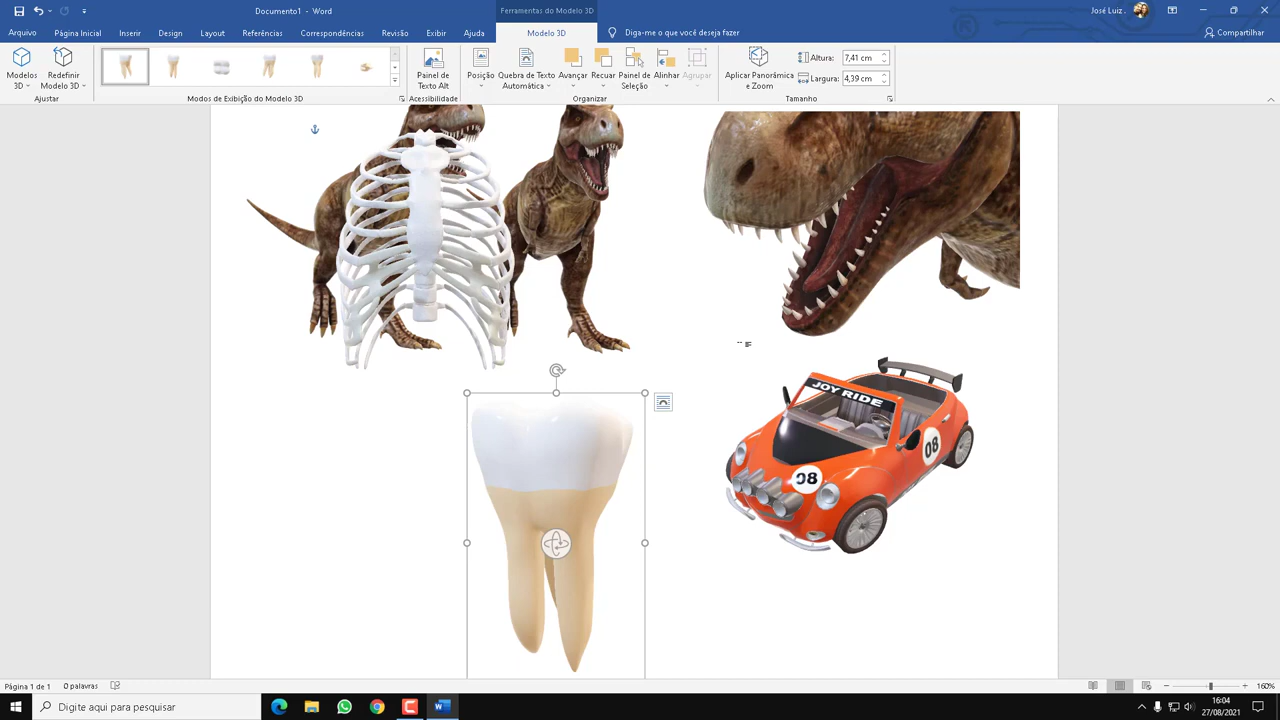 Documento1 - Word
Ferramentas do Modelo 3D
José Luiz .
Arquivo
Página Inicial
Inserir
Design
Layout
Referências
Correspondências
Revisão
Exibir
Ajuda
Modelo 3D
Diga-me o que você deseja fazer
Compartilhar
Modelos 3D
Redefinir Modelo 3D
Painel de Texto Alt
Posição
Quebra de Texto Automática
Avançar
Recuar
Painel de Seleção
Alinhar
Agrupar
Aplicar Panorâmica e Zoom
Altura: 7,41 cm
Largura: 4,39 cm
Ajustar
Modos de Exibição do Modelo 3D
Acessibilidade
Organizar
Tamanho
JOY RIDE
08
08
Página 1 de 1
0 palavras
160%
Digite aqui para pesquisar
16:04
27/08/2021